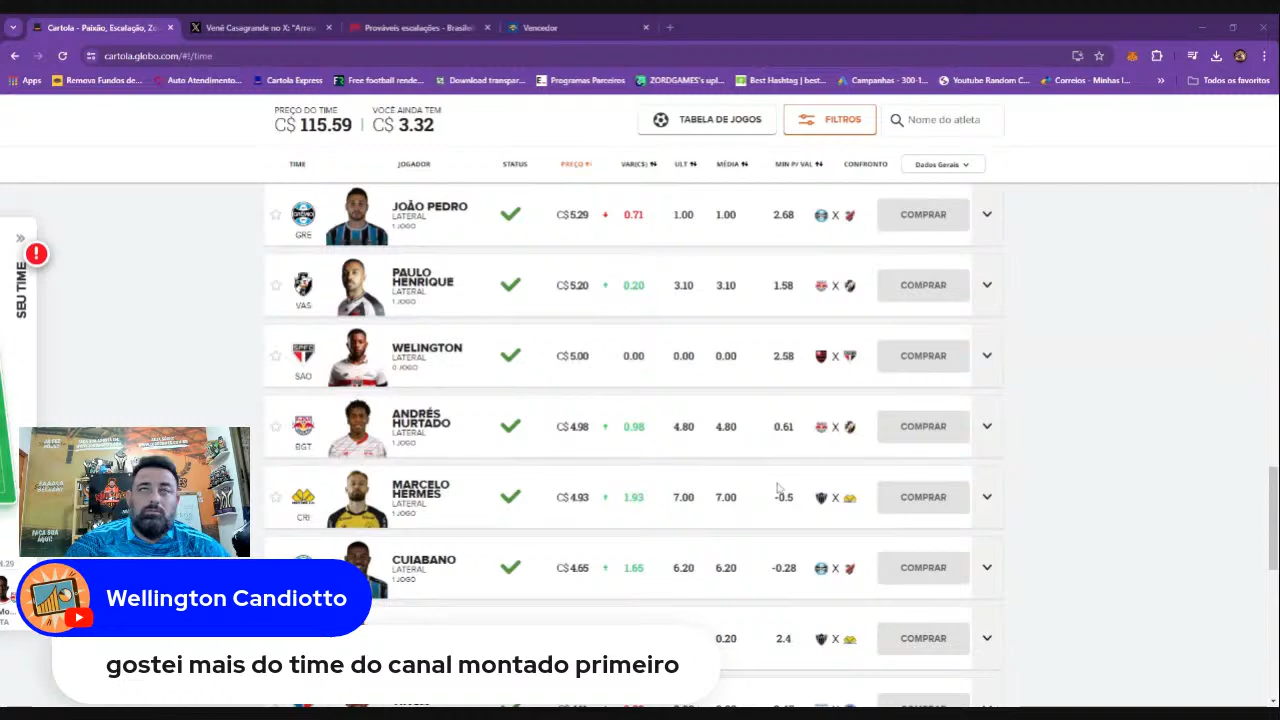 Cartola - Paixão, Escalação, Zo
Venê Casagrande no X: "Arras
Prováveis escalações - Brasilei
Vencedor
cartola.globo.com/#!/time
Apps
Remova Fundos de...
Auto Atendimento...
Cartola Express
Free football rende...
Download transpar...
Programas Parceiros
ZORDGAMES's upl...
Best Hashtag | best...
Campanhas - 300-1...
Youtube Random C...
Correios - Minhas I...
Todos os favoritos
PREÇO DO TIME
C$ 115.59
VOCÊ AINDA TEM
C$ 3.32
TABELA DE JOGOS
FILTROS
Nome do atleta
TIME JOGADOR STATUS PREÇO VAR(C$) ULT MÉDIA MIN P/ VAL CONFRONTO Dados Gerais
GRE
JOÃO PEDRO
LATERAL
1 JOGO
C$ 5.29 0.71 1.00 1.00 2.68 X COMPRAR
VAS
PAULO HENRIQUE
LATERAL
1 JOGO
C$ 5.20 0.20 3.10 3.10 1.58 X COMPRAR
SAO
WELINGTON
LATERAL
0 JOGO
C$ 5.00 0.00 0.00 0.00 2.58 X COMPRAR
BGT
ANDRÉS HURTADO
LATERAL
1 JOGO
C$ 4.98 0.98 4.80 4.80 0.61 X COMPRAR
CRI
MARCELO HERMES
LATERAL
1 JOGO
C$ 4.93 1.93 7.00 7.00 -0.5 X COMPRAR
CUIABANO
LATERAL
1 JOGO
C$ 4.65 1.65 6.20 6.20 -0.28 X COMPRAR
0.20 2.4 X COMPRAR
SEU TIME
Wellington Candiotto
gostei mais do time do canal montado primeiro